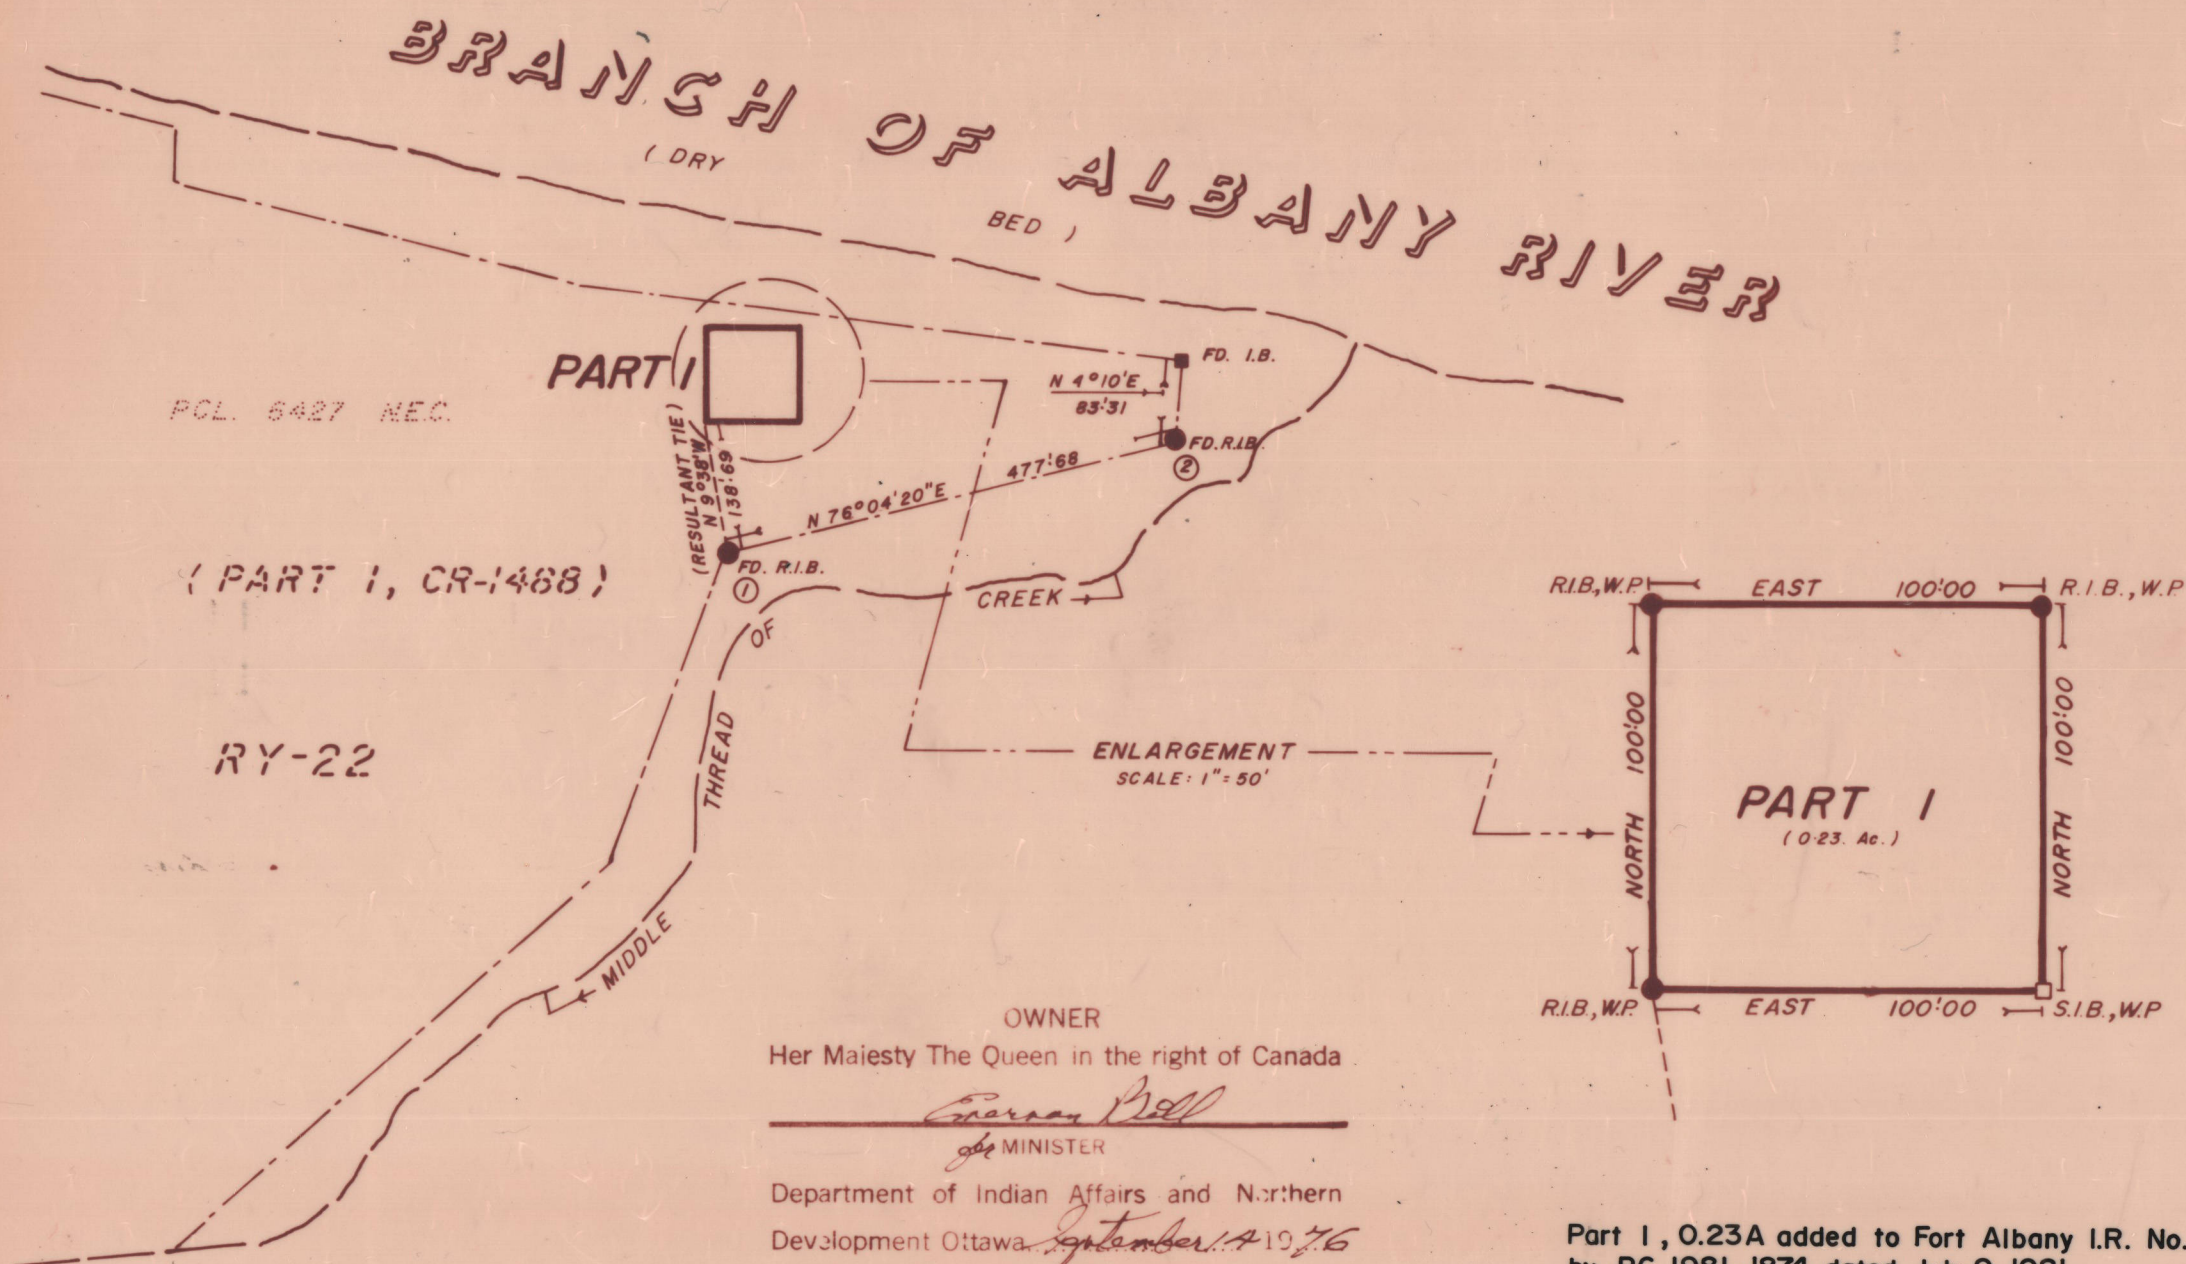 BRANCH OF ALBANY RIVER
( DRY BED )
PART 1
FD. I.B.
N 4°10'E
83'.31
FD. R.I.B.
2
PCL. 6427 N.E.C.
(RESULTANT TIE)
N 9°38'W
138'.69
N 76°04'20"E 477'.68
FD. R.I.B.
1
( PART 1, CR-1468 )
RY-22
MIDDLE THREAD OF CREEK
ENLARGEMENT
SCALE: 1" = 50'
R.I.B., W.P. EAST 100'.00 R.I.B., W.P
NORTH 100'.00
NORTH 100'.00
PART 1
( 0.23. Ac. )
R.I.B., W.P. EAST 100'.00 S.I.B., W.P
OWNER
Her Majesty The Queen in the right of Canada
for MINISTER
Department of Indian Affairs and Northern
Development Ottawa September 14 1976
Part 1, 0.23A added to Fort Albany I.R. No.